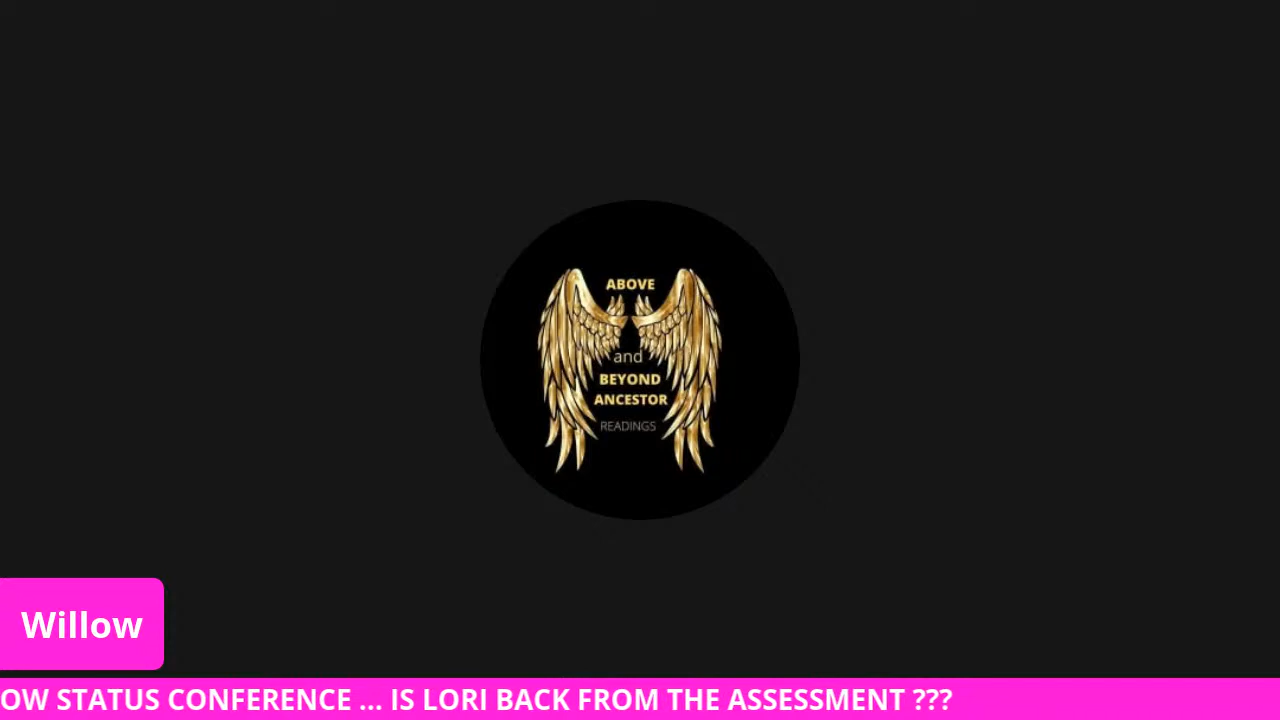 ABOVE
and
BEYOND
ANCESTOR
READINGS
Willow
OW STATUS CONFERENCE ... IS LORI BACK FROM THE ASSESSMENT ???